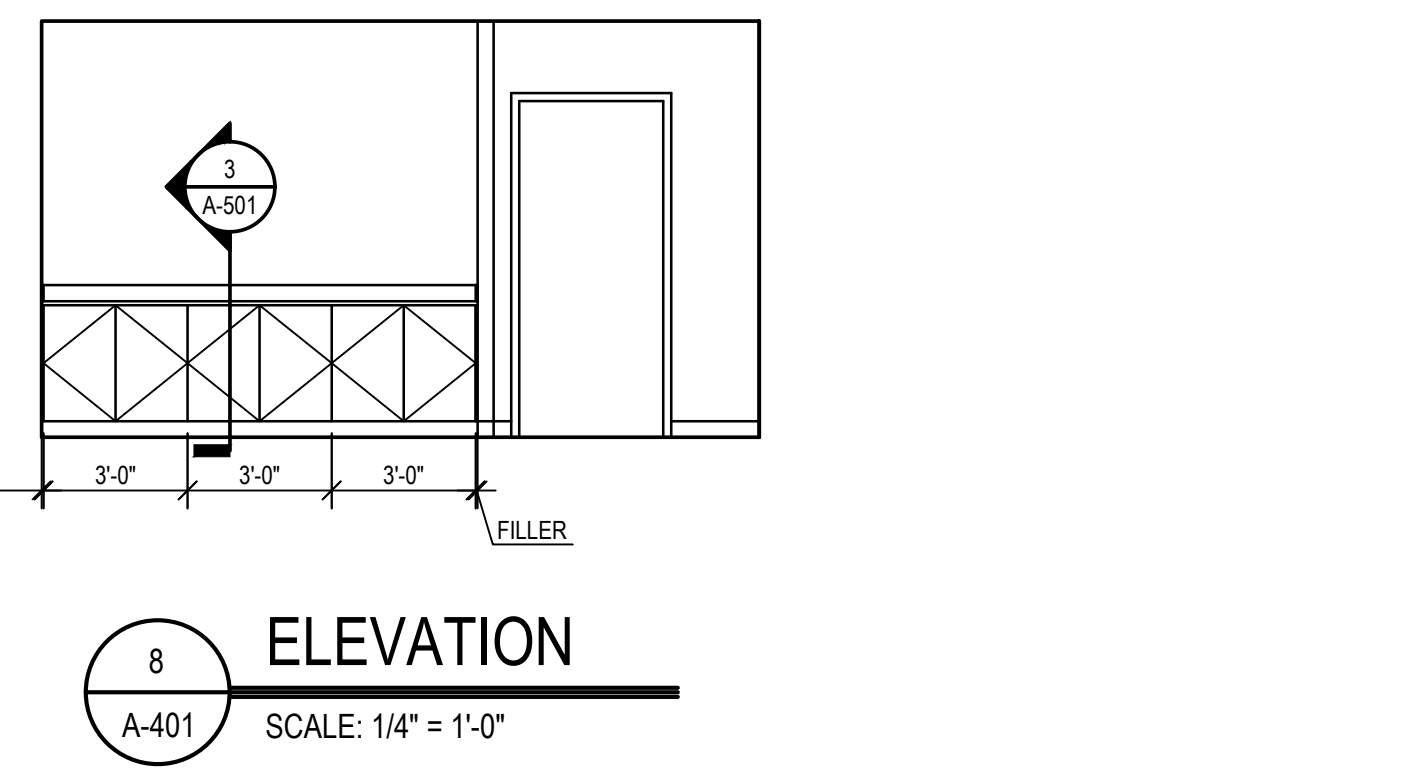 3
A-501
3'-0"
3'-0"
3'-0"
FILLER
8
ELEVATION
A-401
SCALE: 1/4" = 1'-0"